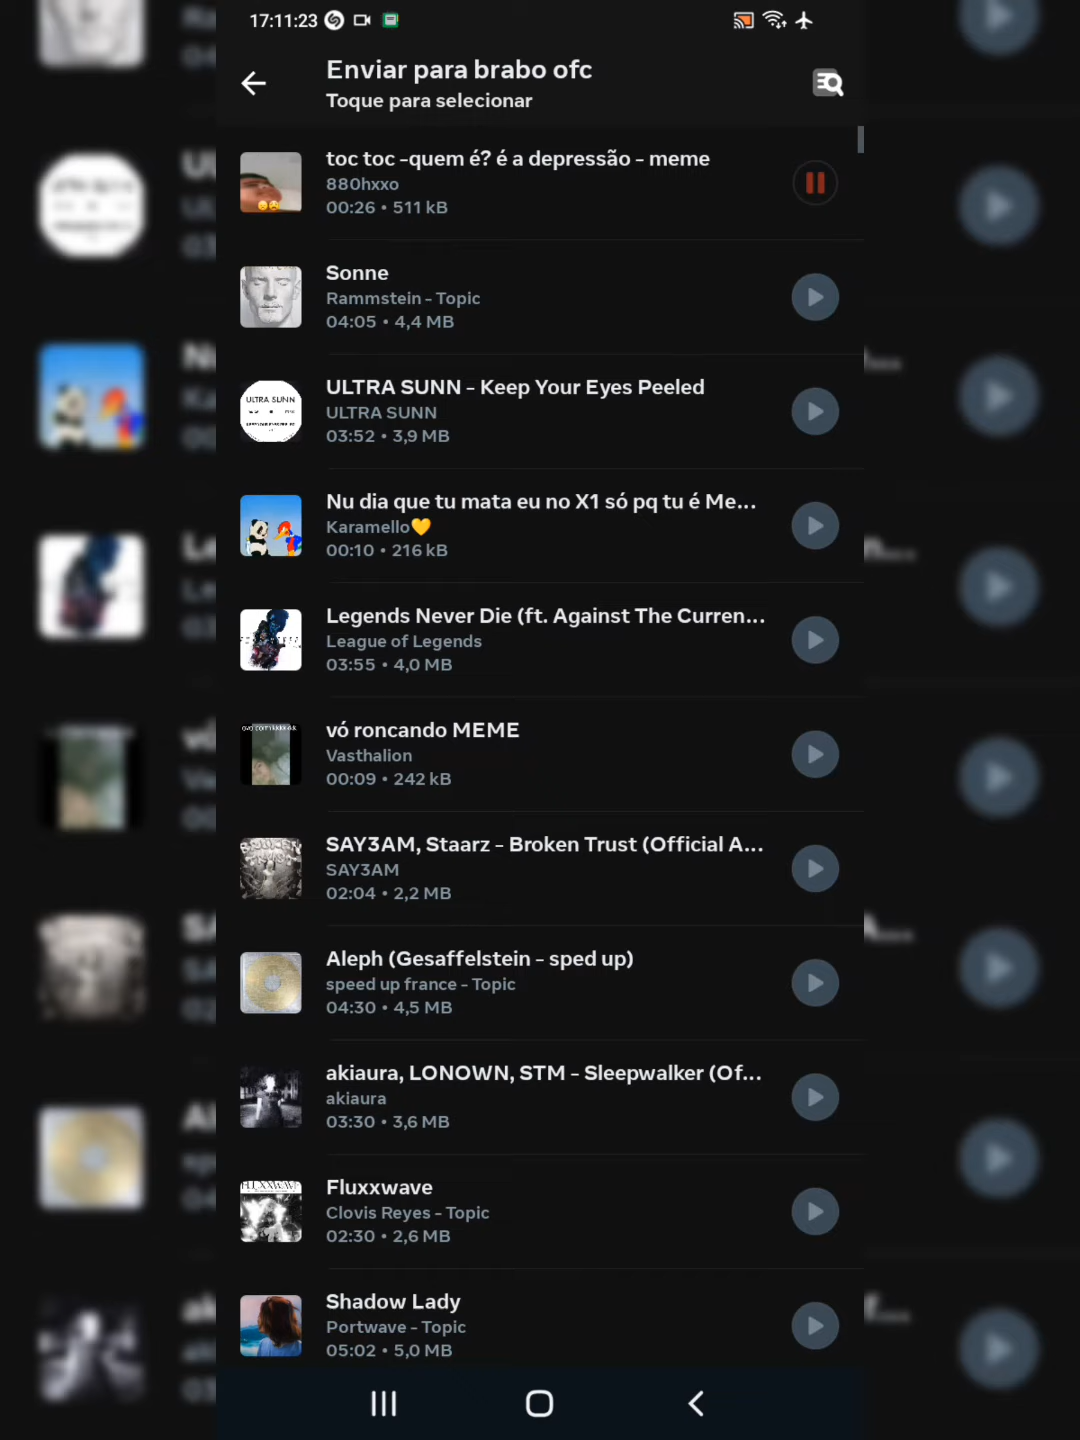 17:11:23
Enviar para brabo ofc
Toque para selecionar
toc toc -quem é? é a depressão - meme
880hxxo
00:26 • 511 kB
Sonne
Rammstein - Topic
04:05 • 4,4 MB
ULTRA SUNN
ULTRA SUNN - Keep Your Eyes Peeled
ULTRA SUNN
03:52 • 3,9 MB
Nu dia que tu mata eu no X1 só pq tu é Me...
Karamello💛
00:10 • 216 kB
Legends Never Die (ft. Against The Curren...
League of Legends
03:55 • 4,0 MB
vó roncando MEME
Vasthalion
00:09 • 242 kB
SAY3AM, Staarz - Broken Trust (Official A...
SAY3AM
02:04 • 2,2 MB
Aleph (Gesaffelstein - sped up)
speed up france - Topic
04:30 • 4,5 MB
akiaura, LONOWN, STM - Sleepwalker (Of...
akiaura
03:30 • 3,6 MB
Fluxxwave
Clovis Reyes - Topic
02:30 • 2,6 MB
Shadow Lady
Portwave - Topic
05:02 • 5,0 MB